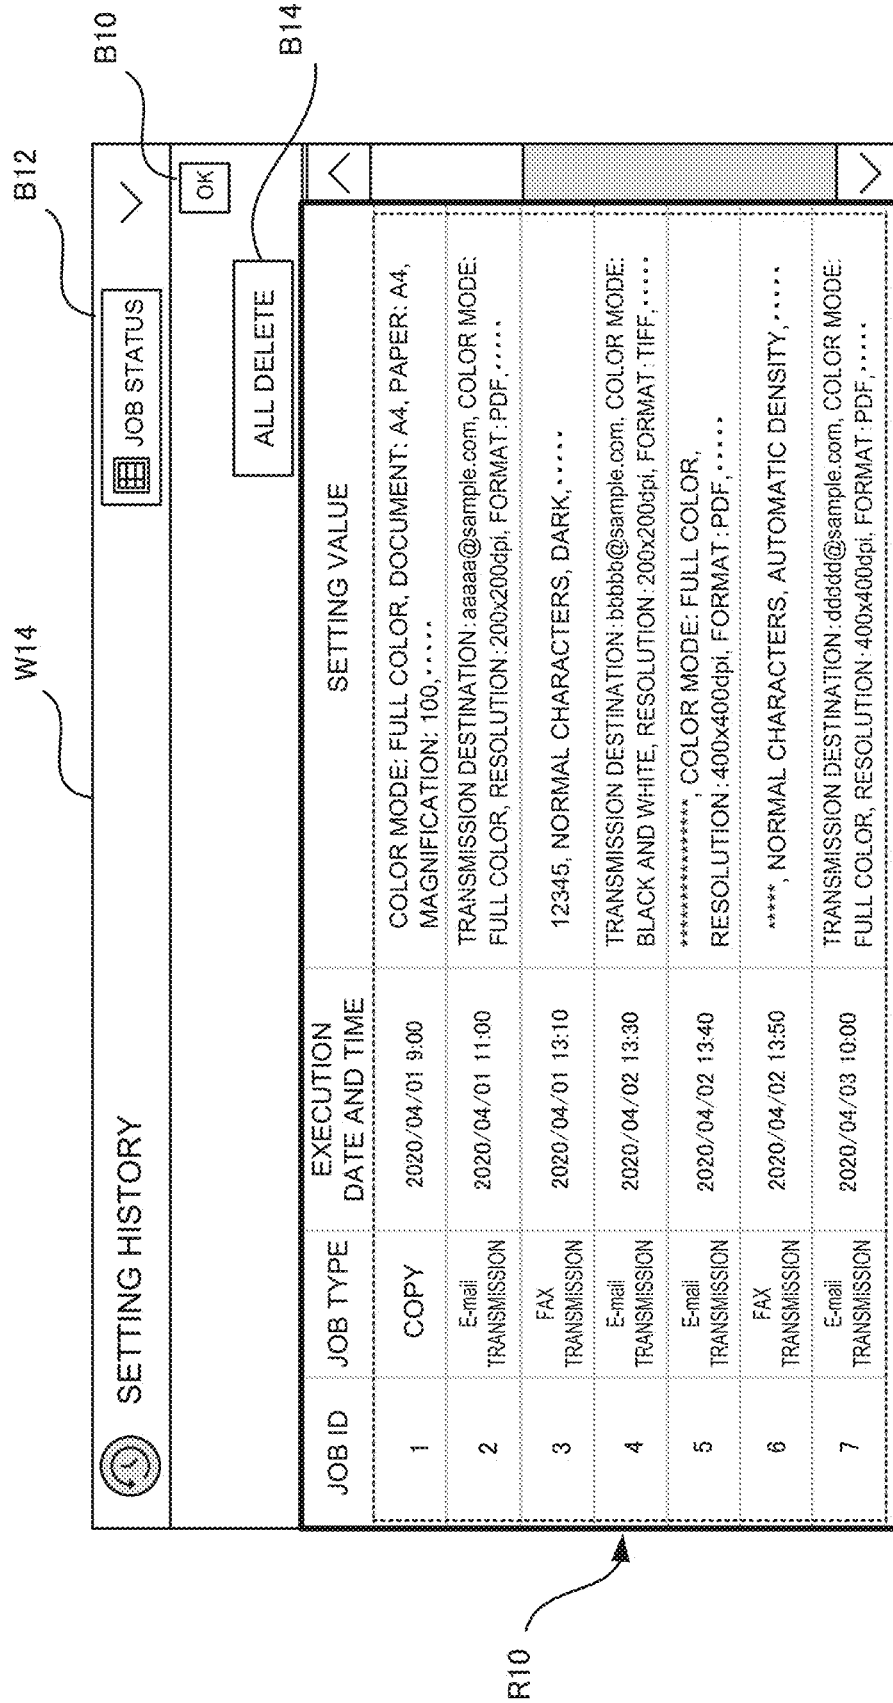 W14
B12
B10
B14
R10
SETTING HISTORY
JOB STATUS
OK
ALL DELETE
JOB ID
JOB TYPE
EXECUTION
DATE AND TIME
SETTING VALUE
1
COPY
2020/04/01 9:00
COLOR MODE: FULL COLOR, DOCUMENT: A4, PAPER: A4,
MAGNIFICATION: 100,.....
2
E-mail
TRANSMISSION
2020/04/01 11:00
TRANSMISSION DESTINATION:aaaaa@sample.com, COLOR MODE:
FULL COLOR, RESOLUTION:200x200dpi, FORMAT:PDF,.....
3
FAX
TRANSMISSION
2020/04/01 13:10
12345, NORMAL CHARACTERS, DARK,.....
4
E-mail
TRANSMISSION
2020/04/02 13:30
TRANSMISSION DESTINATION:bbbbb@sample.com, COLOR MODE:
BLACK AND WHITE, RESOLUTION:200x200dpi, FORMAT:TIFF,.....
5
E-mail
TRANSMISSION
2020/04/02 13:40
****************, COLOR MODE: FULL COLOR,
RESOLUTION:400x400dpi, FORMAT:PDF,.....
6
FAX
TRANSMISSION
2020/04/02 13:50
*****, NORMAL CHARACTERS, AUTOMATIC DENSITY,.....
7
E-mail
TRANSMISSION
2020/04/03 10:00
TRANSMISSION DESTINATION:ddddd@sample.com, COLOR MODE:
FULL COLOR, RESOLUTION:400x400dpi, FORMAT:PDF,.....